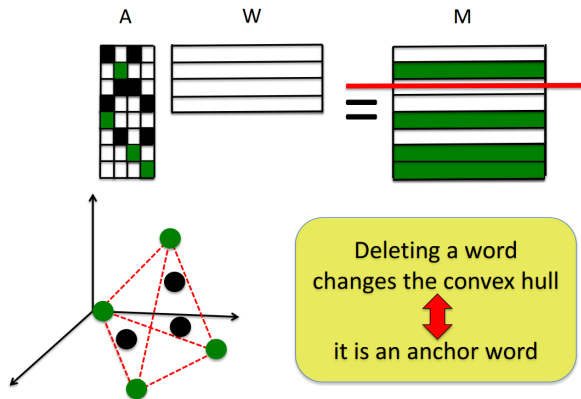 A W M
=
Deleting a word
changes the convex hull
it is an anchor word